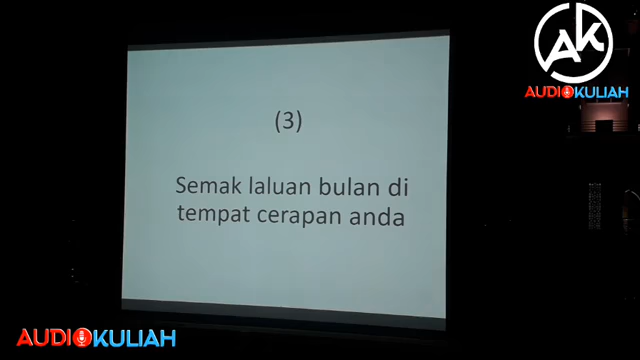 AK
AUDIOKULIAH
(3)
Semak laluan bulan di
tempat cerapan anda
AUDIOKULIAH